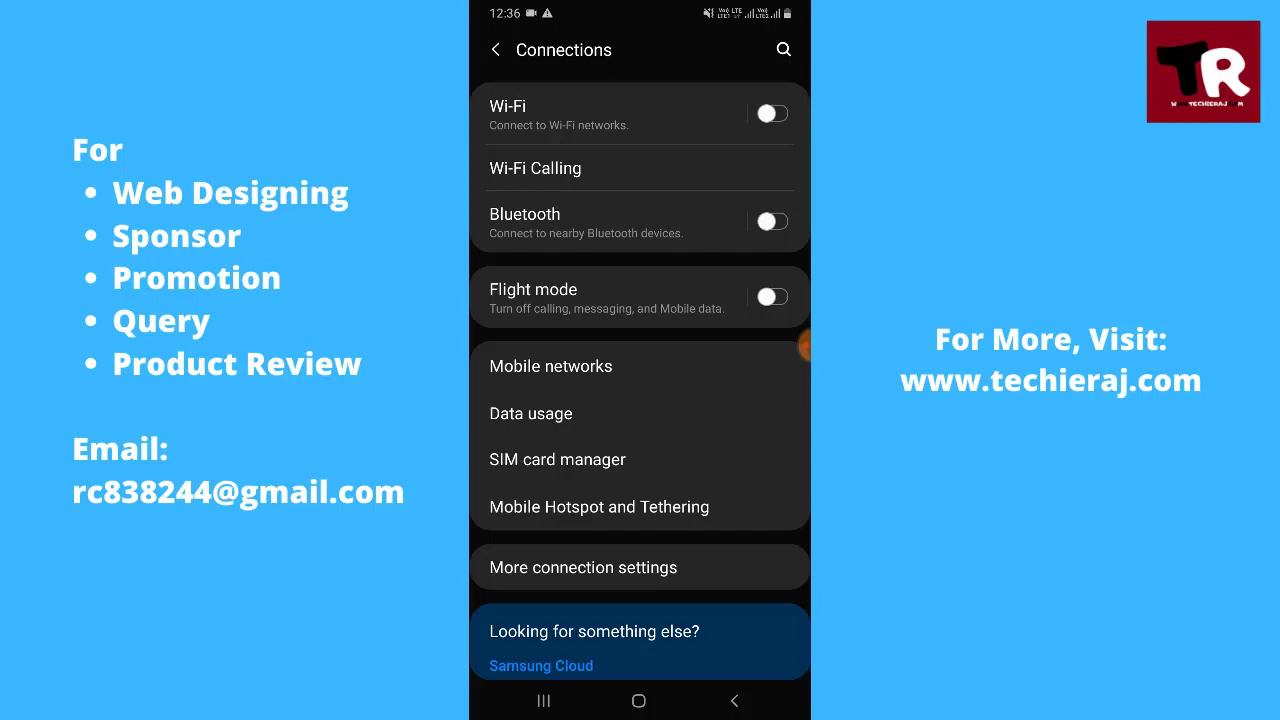 For
• Web Designing
• Sponsor
• Promotion
• Query
• Product Review
Email:
rc838244@gmail.com
12:36
Connections
Wi-Fi
Connect to Wi-Fi networks.
Wi-Fi Calling
Bluetooth
Connect to nearby Bluetooth devices.
Flight mode
Turn off calling, messaging, and Mobile data.
Mobile networks
Data usage
SIM card manager
Mobile Hotspot and Tethering
More connection settings
Looking for something else?
Samsung Cloud
TR
For More, Visit:
www.techieraj.com